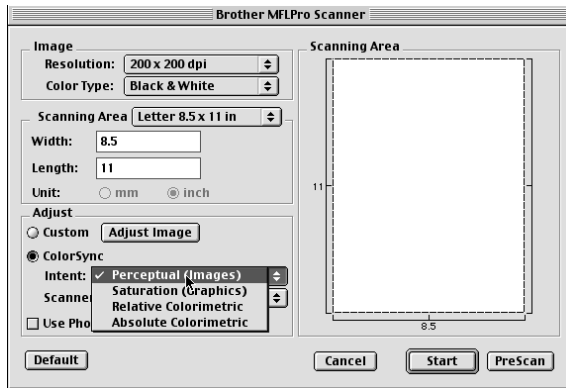 Brother MFLPro Scanner
Image
Resolution: 200 x 200 dpi
Color Type: Black & White
Scanning Area Letter 8.5 x 11 in
Width: 8.5
Length: 11
Unit: mm inch
Adjust
Custom Adjust Image
ColorSync
Intent: ✓ Perceptual (Images)
Saturation (Graphics)
Scanne
Relative Colorimetric
Use Pho
Absolute Colorimetric
Default
Scanning Area
11
8.5
Cancel Start PreScan